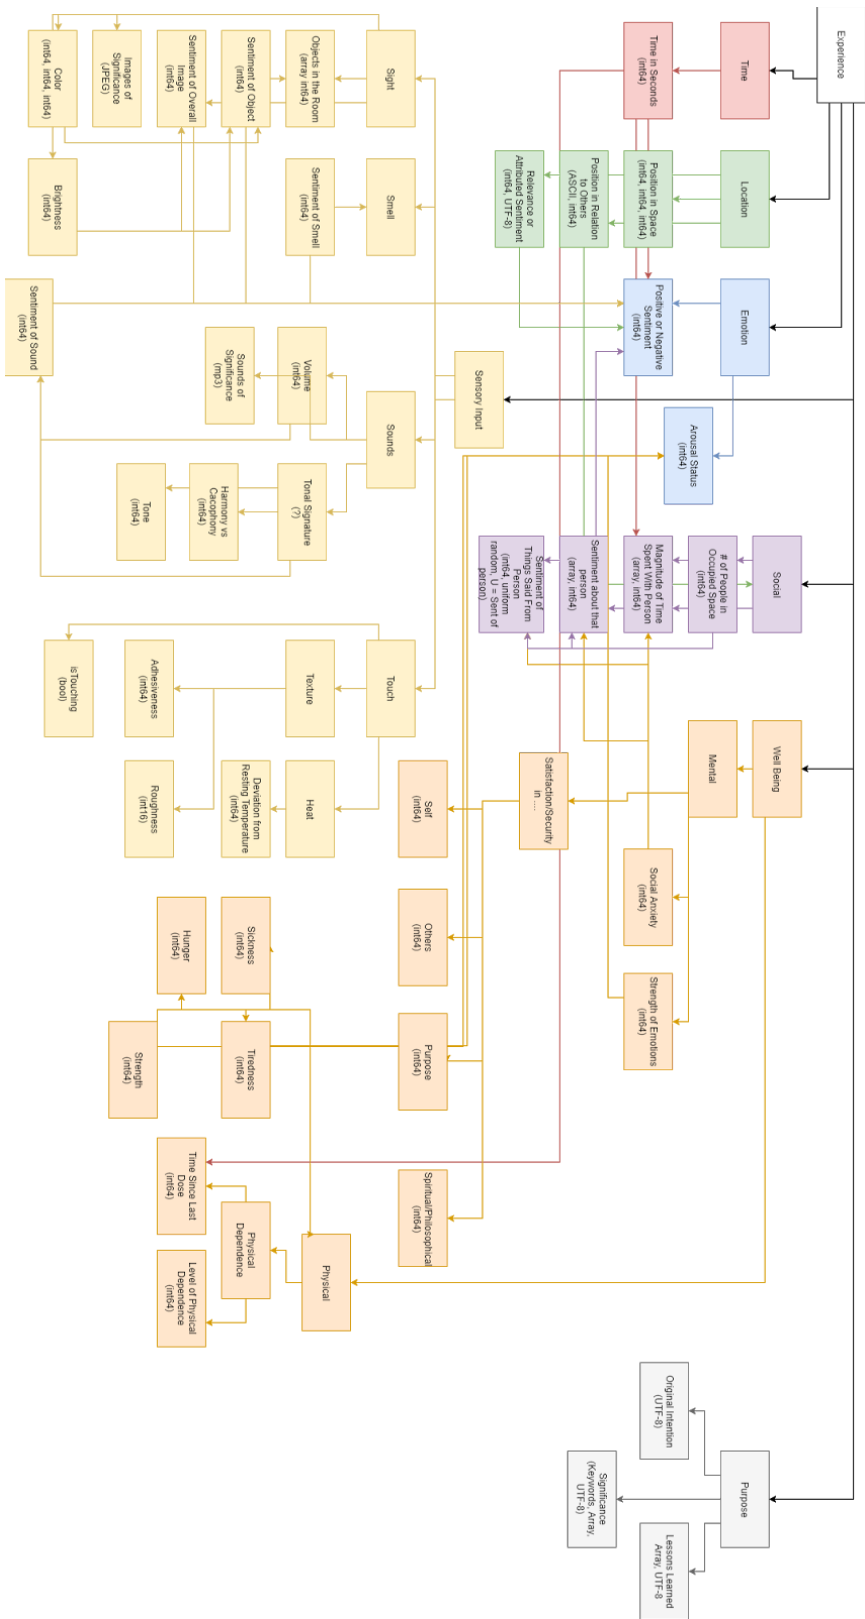 Experience
Time
Time in Seconds
(int64)
Location
Position in Space
(int64, int64,
int64)
Position in Relation
to Others
(ASCII, int64)
Relevance or
Attributed Sentiment
(int64, UTF-8)
Emotion
Positive or Negative
Sentiment
(int64)
Arousal Status
(int64)
Sensory Input
Sight
Objects in the Room
(array int64)
Sentiment of Object
(int64)
Sentiment of Overall
Image
(int64)
Images of
Significance
(JPEG)
Color
(int64, int64, int64)
Brightness
(int64)
Smell
Sentiment of Smell
(int64)
Sounds
Volume
(int64)
Sounds of
Significance
(mp3)
Tonal Signature
(?)
Harmony vs
Cacophony
(int64)
Tone
(int64)
Sentiment of Sound
(int64)
Touch
Texture
Adhesiveness
(int64)
Roughness
(int16)
isTouching
(bool)
Heat
Deviation from
Resting Temperature
(int64)
Social
# of People in
Occupied Space
(int64)
Magnitude of Time
Spent With Person
(array, int64)
Sentiment about that
person
(array, int64)
Sentiment of
Things Said From
Person
(int64, uniform
random, U = Sent of
person)
Well Being
Mental
Social Anxiety
(int64)
Strength of Emotions
(int64)
Satisfaction/Security
in ....
Self
(int64)
Others
(int64)
Purpose
(int64)
Spiritual/Philosophical
(int64)
Physical
Sickness
(int64)
Hunger
(int64)
Tiredness
(int64)
Strength
(int64)
Physical
Dependence
Time Since Last
Dose
(int64)
Level of Physical
Dependence
(int64)
Purpose
Original Intention
(UTF-8)
Significance
(Keywords, Array,
UTF-8)
Lessons Learned
Array, UTF-8